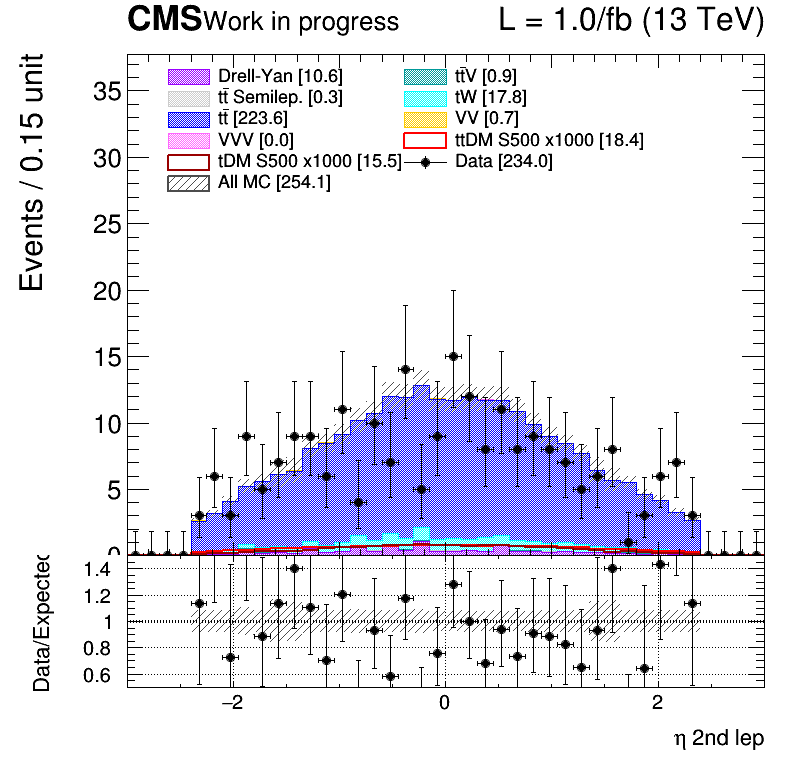 CMS Work in progress L = 1.0/fb (13 TeV)
Events / 0.15 unit
35
30
25
20
15
10
5
0
Drell-Yan [10.6]
tt̄V [0.9]
tt̄ Semilep. [0.3]
tW [17.8]
tt̄ [223.6]
VV [0.7]
VVV [0.0]
ttDM S500 x1000 [18.4]
tDM S500 x1000 [15.5]
Data [234.0]
All MC [254.1]
Data/Expected
1.4
1.2
1
0.8
0.6
−2 0 2
η 2nd lep